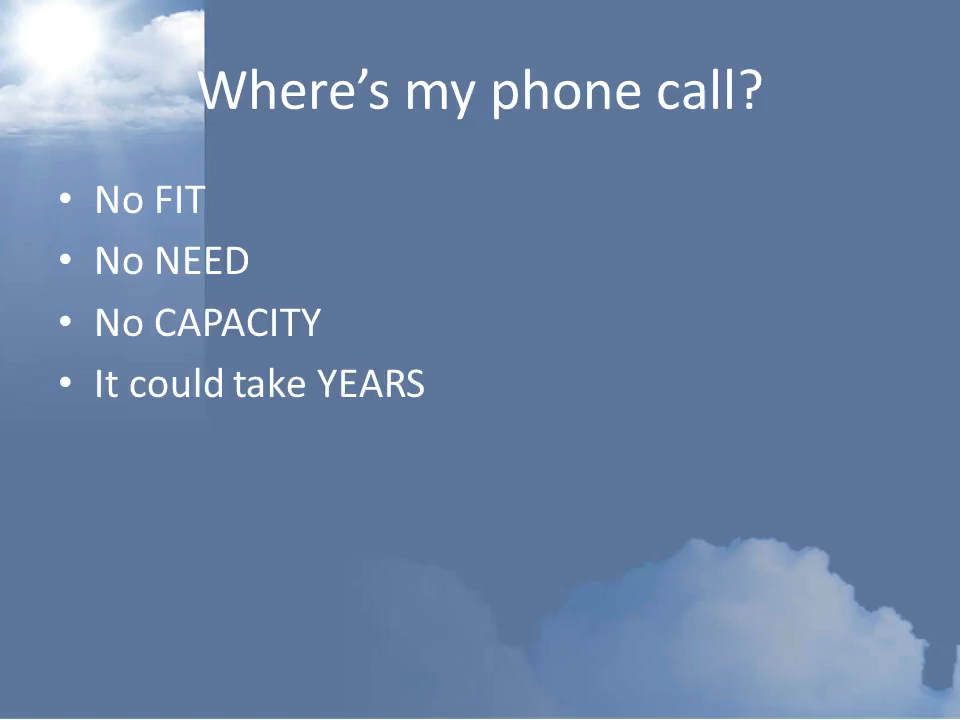 Where’s my phone call?
• No FIT
• No NEED
• No CAPACITY
• It could take YEARS